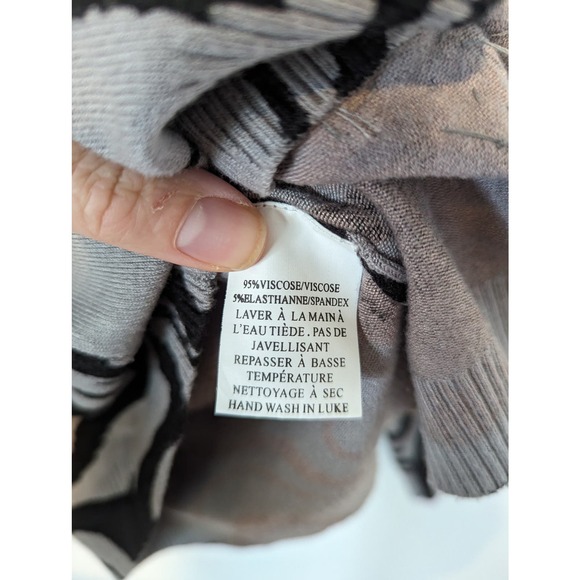 95%VISCOSE/VISCOSE
5%ELASTHANNE/SPANDEX
LAVER À LA MAIN À
L'EAU TIÈDE. PAS DE
JAVELLISANT
REPASSER À BASSE
TEMPÉRATURE
NETTOYAGE À SEC
HAND WASH IN LUKE